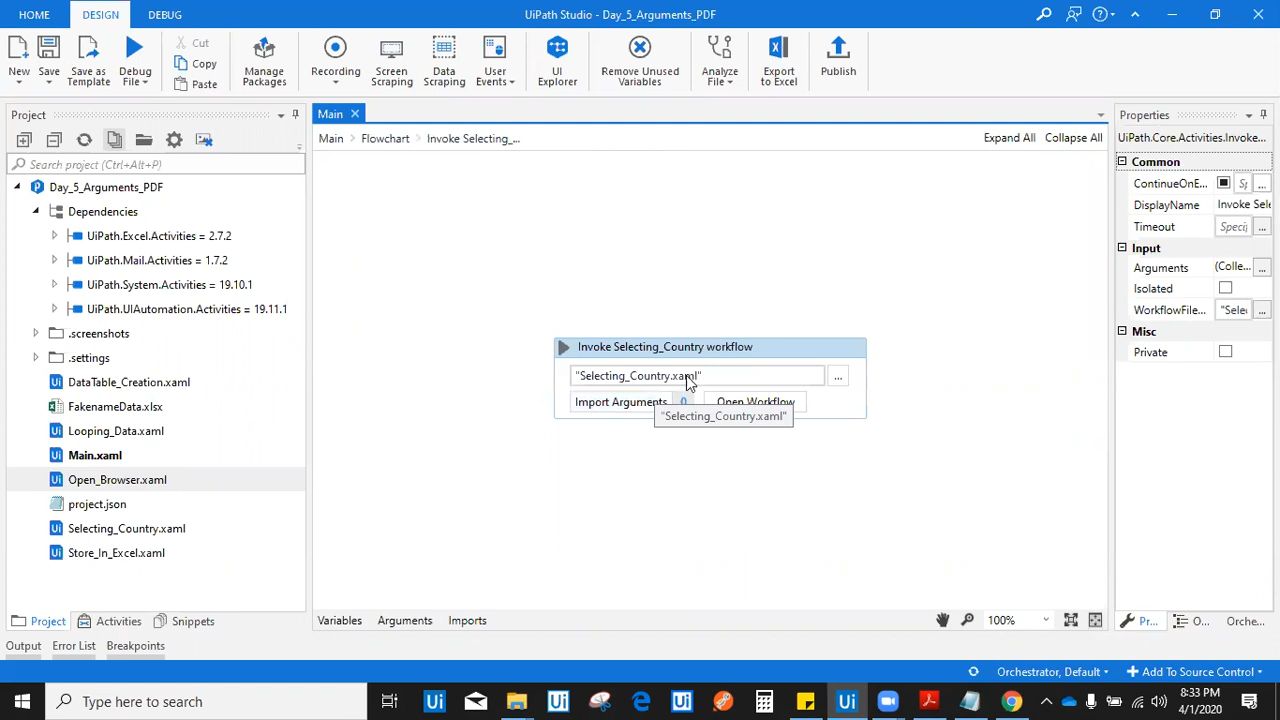 HOME
DESIGN
DEBUG
UiPath Studio - Day_5_Arguments_PDF
New
Save
Save as Template
Debug File
Cut
Copy
Paste
Manage Packages
Recording
Screen Scraping
Data Scraping
User Events
UI Explorer
Remove Unused Variables
Analyze File
Export to Excel
Publish
Project
Search project (Ctrl+Alt+P)
Day_5_Arguments_PDF
Dependencies
UiPath.Excel.Activities = 2.7.2
UiPath.Mail.Activities = 1.7.2
UiPath.System.Activities = 19.10.1
UiPath.UIAutomation.Activities = 19.11.1
.screenshots
.settings
DataTable_Creation.xaml
FakenameData.xlsx
Looping_Data.xaml
Main.xaml
Open_Browser.xaml
project.json
Selecting_Country.xaml
Store_In_Excel.xaml
Project
Activities
Snippets
Output
Error List
Breakpoints
Main
Main > Flowchart > Invoke Selecting_...
Expand All
Collapse All
Invoke Selecting_Country workflow
"Selecting_Country.xaml"
...
Import Arguments
0
Open Workflow
"Selecting_Country.xaml"
Variables
Arguments
Imports
100%
Properties
UiPath.Core.Activities.Invoke...
Common
ContinueOnE...
...
DisplayName
Invoke Sel
Timeout
Speci
...
Input
Arguments
(Colle...
...
Isolated
WorkflowFile...
"Sele
...
Misc
Private
Pr...
O...
Orche...
Orchestrator, Default
Add To Source Control
Type here to search
8:33 PM
4/1/2020